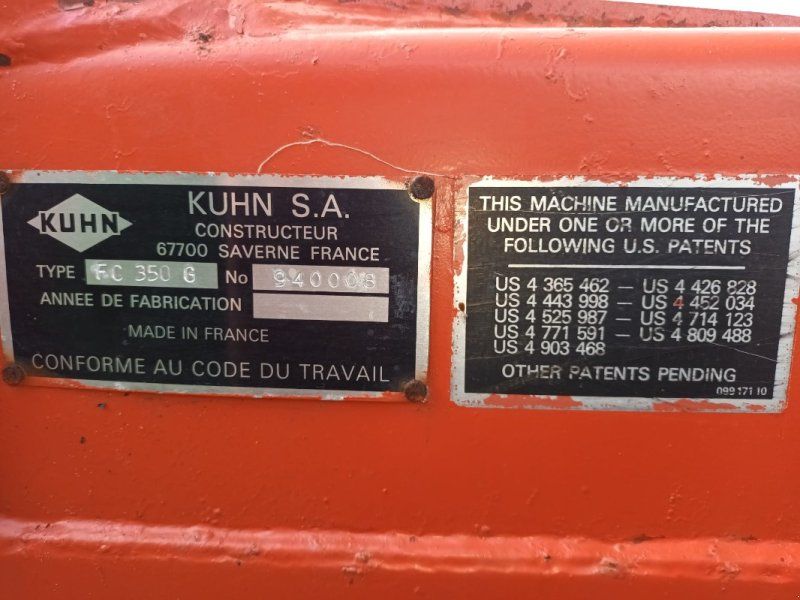 KUHN
KUHN S.A.
CONSTRUCTEUR
67700 SAVERNE FRANCE
TYPE FC 350 G No 940008
ANNEE DE FABRICATION
MADE IN FRANCE
CONFORME AU CODE DU TRAVAIL
THIS MACHINE MANUFACTURED
UNDER ONE OR MORE OF THE
FOLLOWING U.S. PATENTS
US 4 365 462 — US 4 426 828
US 4 443 998 — US 4 452 034
US 4 525 987 — US 4 714 123
US 4 771 591 — US 4 809 488
US 4 903 468
OTHER PATENTS PENDING
099 171 10